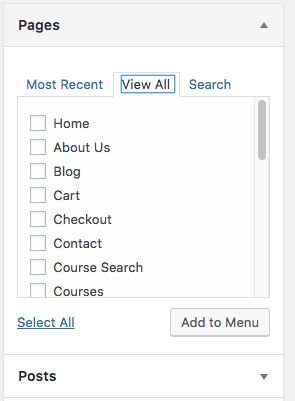 Pages
Most Recent View All Search
Home
About Us
Blog
Cart
Checkout
Contact
Course Search
Courses
Select All Add to Menu
Posts